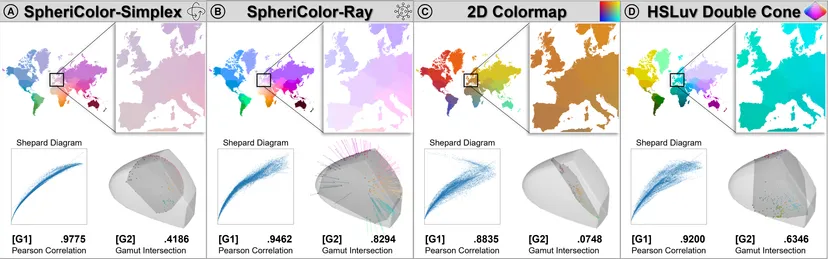 A SpheriColor-Simplex
Shepard Diagram
[G1] .9775 [G2] .4186
Pearson Correlation Gamut Intersection
B SpheriColor-Ray
Shepard Diagram
[G1] .9462 [G2] .8294
Pearson Correlation Gamut Intersection
C 2D Colormap
Shepard Diagram
[G1] .8835 [G2] .0748
Pearson Correlation Gamut Intersection
D HSLuv Double Cone
Shepard Diagram
[G1] .9200 [G2] .6346
Pearson Correlation Gamut Intersection